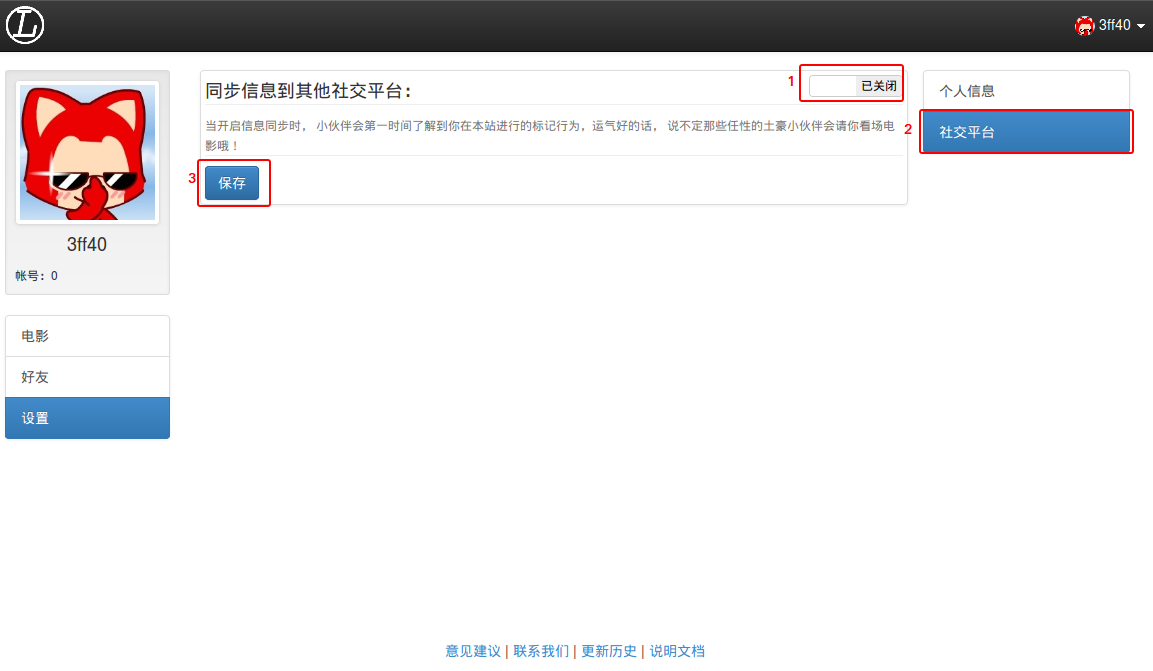 L
3ff40
3ff40
帐号：0
电影
好友
设置
同步信息到其他社交平台：
1
已关闭
当开启信息同步时， 小伙伴会第一时间了解到你在本站进行的标记行为，运气好的话， 说不定那些任性的土豪小伙伴会请你看场电
影哦！
3
保存
个人信息
2
社交平台
意见建议 | 联系我们 | 更新历史 | 说明文档